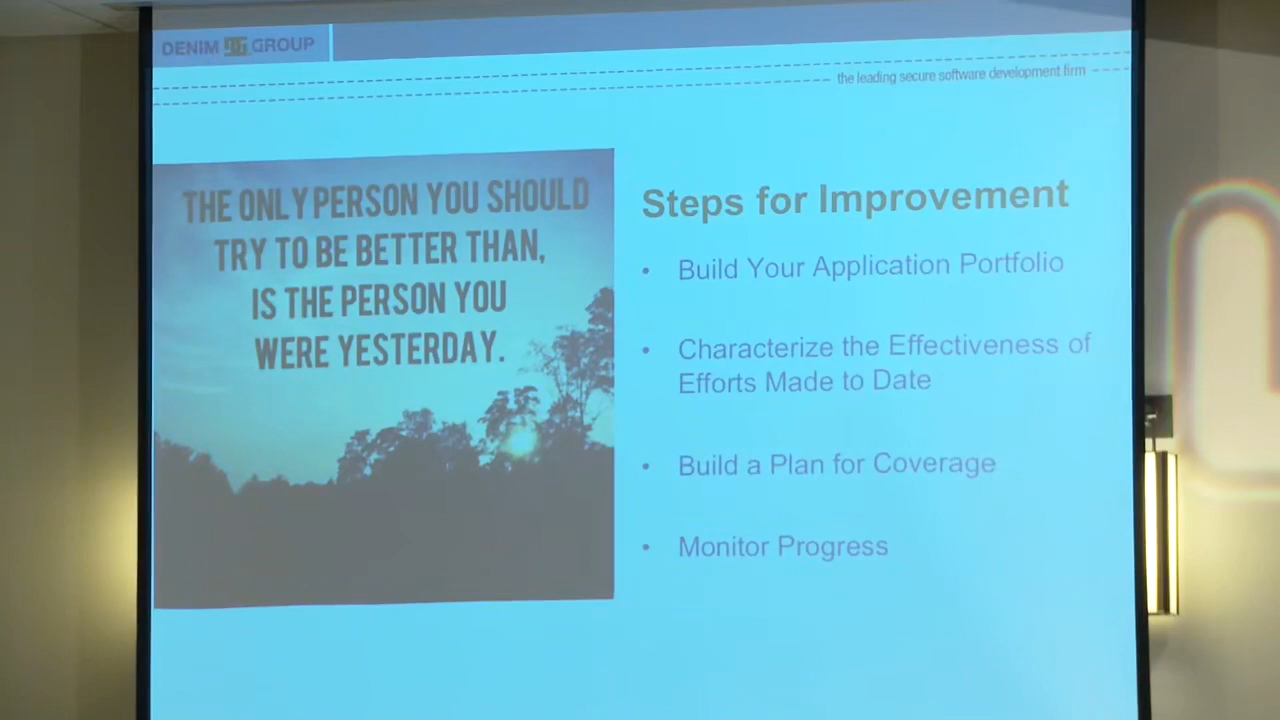 DENIM GROUP
the leading secure software development firm
THE ONLY PERSON YOU SHOULD
TRY TO BE BETTER THAN,
IS THE PERSON YOU
WERE YESTERDAY.
Steps for Improvement
• Build Your Application Portfolio
• Characterize the Effectiveness of
Efforts Made to Date
• Build a Plan for Coverage
• Monitor Progress